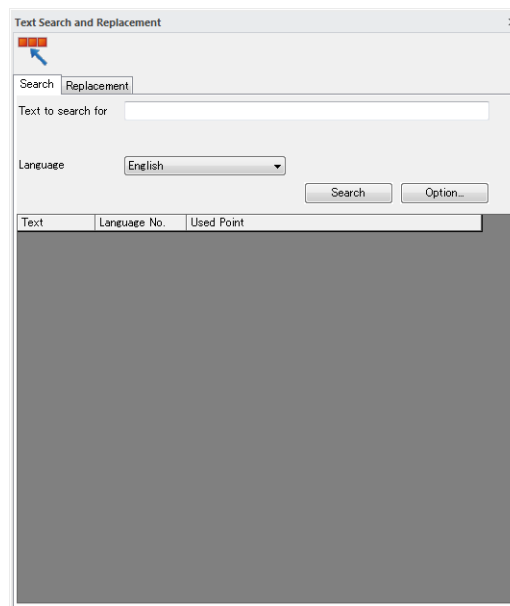 Text Search and Replacement
Search Replacement
Text to search for
Language English
Search Option...
Text Language No. Used Point